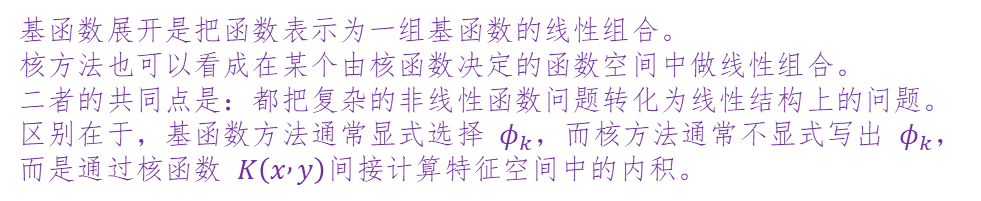 基函数展开是把函数表示为一组基函数的线性组合。
核方法也可以看成在某个由核函数决定的函数空间中做线性组合。
二者的共同点是：都把复杂的非线性函数问题转化为线性结构上的问题。
区别在于，基函数方法通常显式选择 ϕₖ，而核方法通常不显式写出 ϕₖ，
而是通过核函数 K(x,y)间接计算特征空间中的内积。